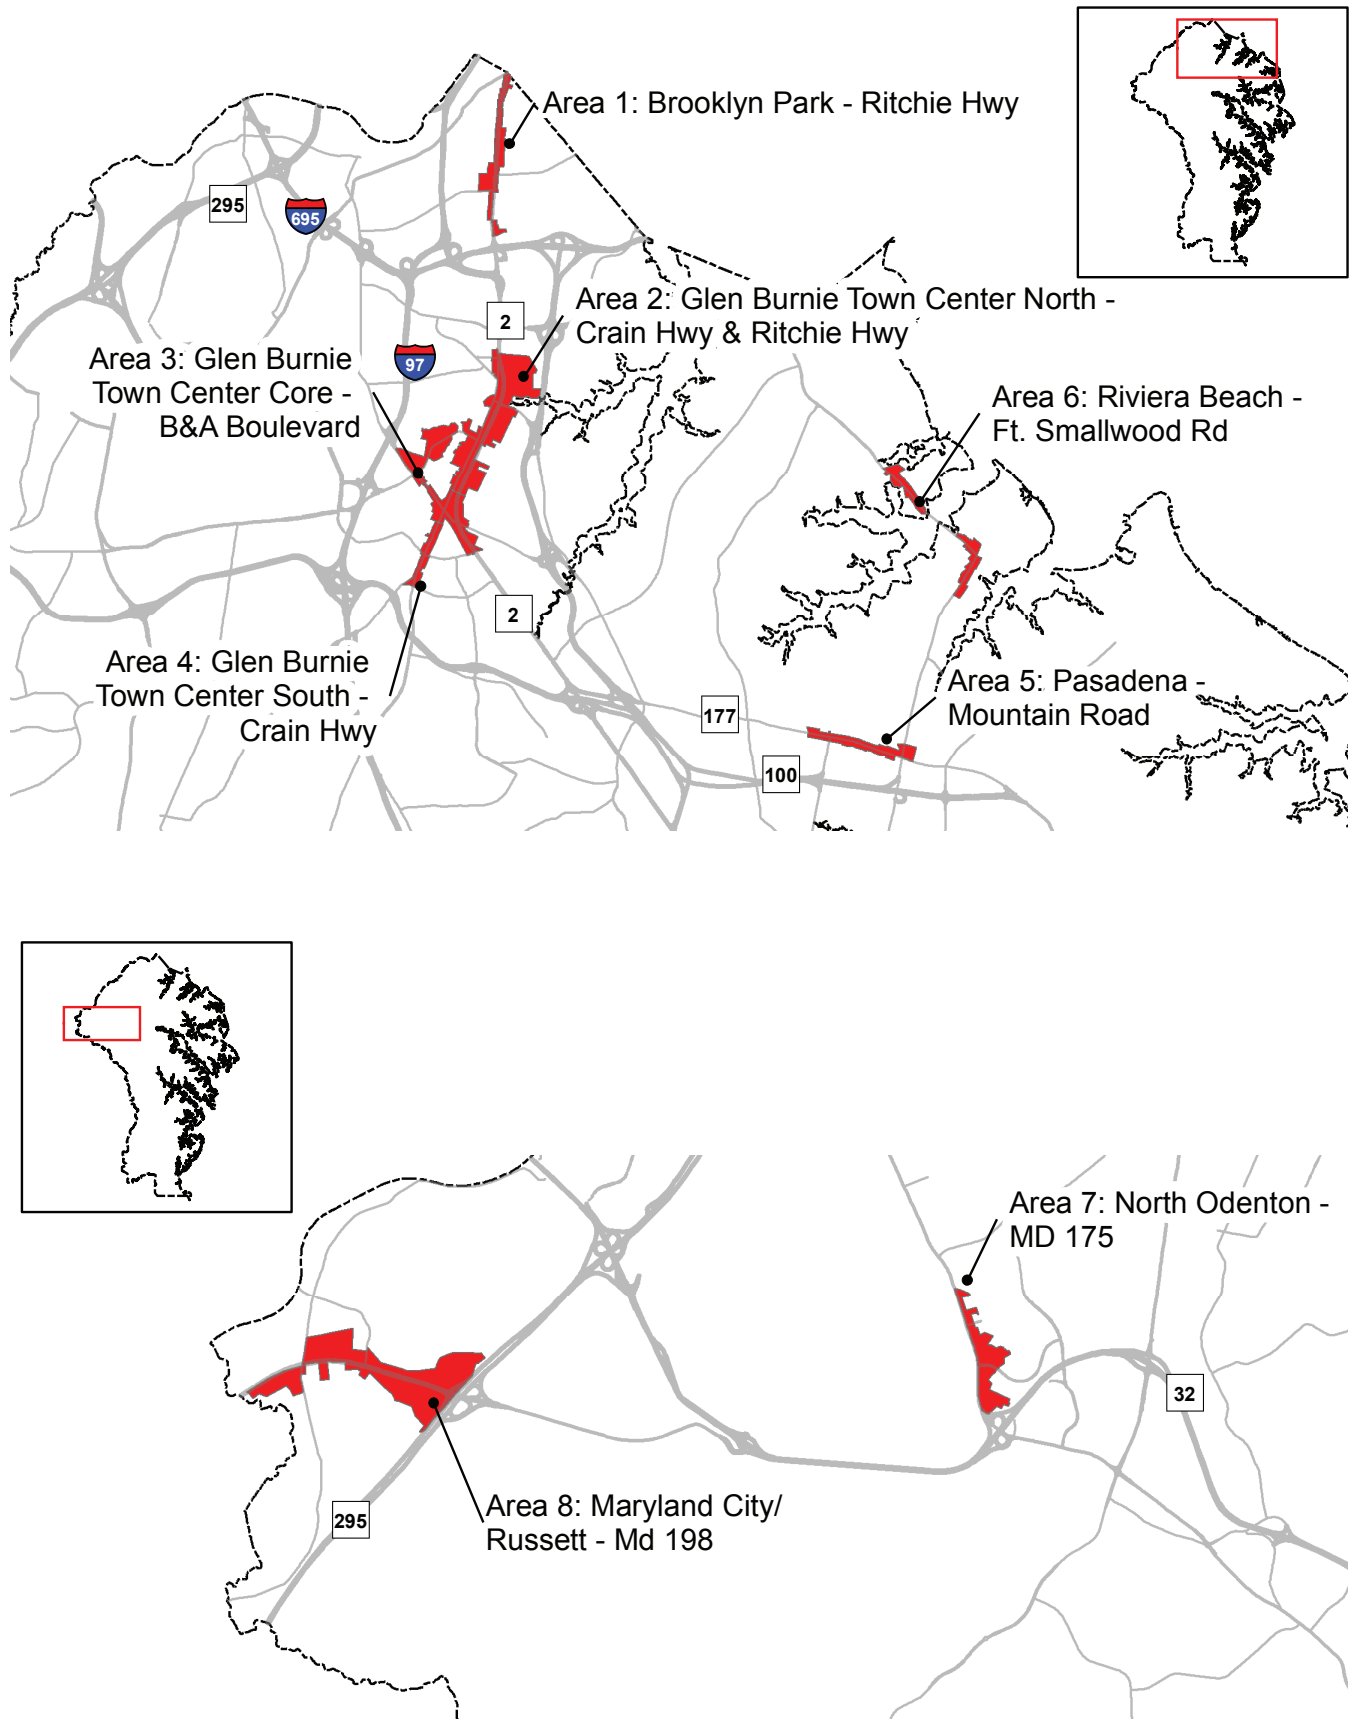 Area 1: Brooklyn Park - Ritchie Hwy
295
695
Area 2: Glen Burnie Town Center North -
Crain Hwy & Ritchie Hwy
2
Area 3: Glen Burnie
Town Center Core -
B&A Boulevard
97
Area 6: Riviera Beach -
Ft. Smallwood Rd
2
Area 4: Glen Burnie
Town Center South -
Crain Hwy
Area 5: Pasadena -
Mountain Road
177
100
Area 7: North Odenton -
MD 175
32
Area 8: Maryland City/
Russett - Md 198
295